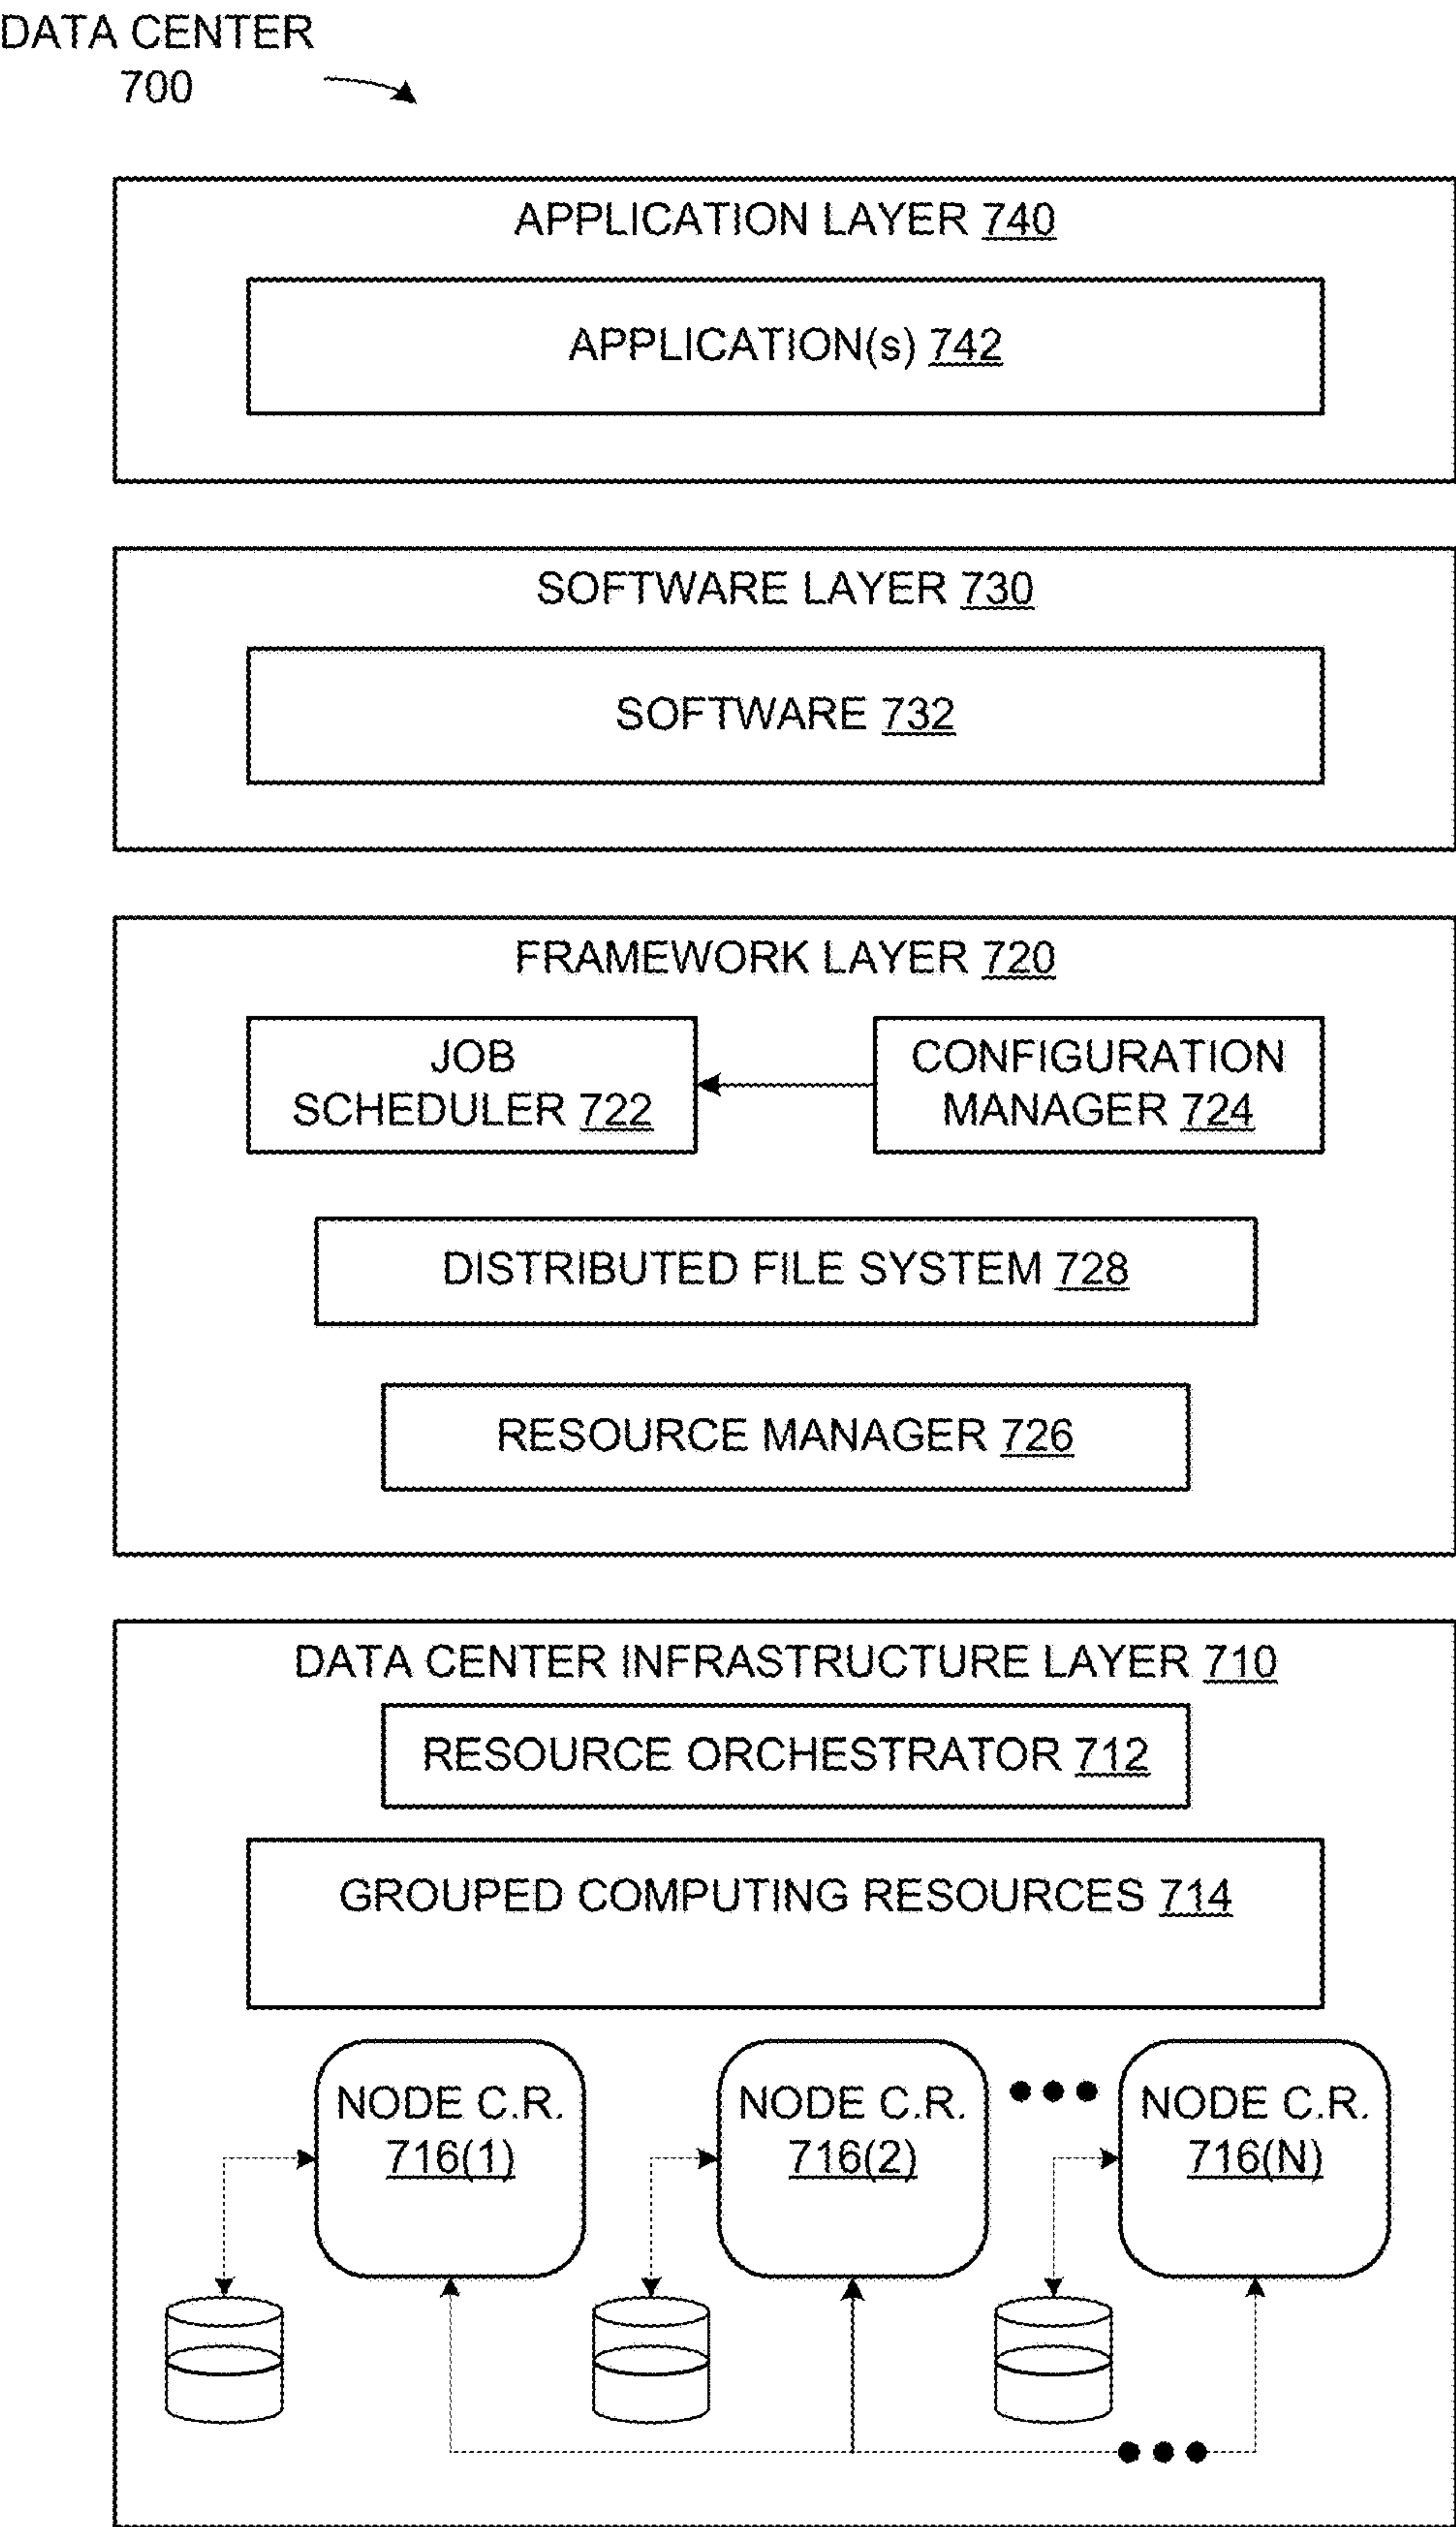 DATA CENTER
700
APPLICATION LAYER 740
APPLICATION(s) 742
SOFTWARE LAYER 730
SOFTWARE 732
FRAMEWORK LAYER 720
JOB
SCHEDULER 722
CONFIGURATION
MANAGER 724
DISTRIBUTED FILE SYSTEM 728
RESOURCE MANAGER 726
DATA CENTER INFRASTRUCTURE LAYER 710
RESOURCE ORCHESTRATOR 712
GROUPED COMPUTING RESOURCES 714
NODE C.R.
716(1)
NODE C.R.
716(2)
NODE C.R.
716(N)